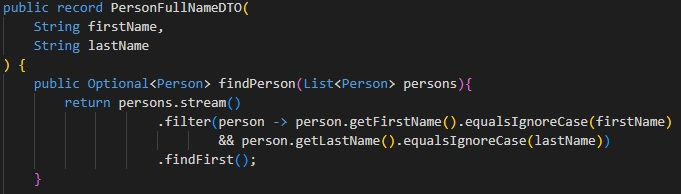 public record PersonFullNameDTO(
    String firstName,
    String lastName
) {
    public Optional<Person> findPerson(List<Person> persons){
        return persons.stream()
                    .filter(person -> person.getFirstName().equalsIgnoreCase(firstName)
                            && person.getLastName().equalsIgnoreCase(lastName))
                    .findFirst();
    }